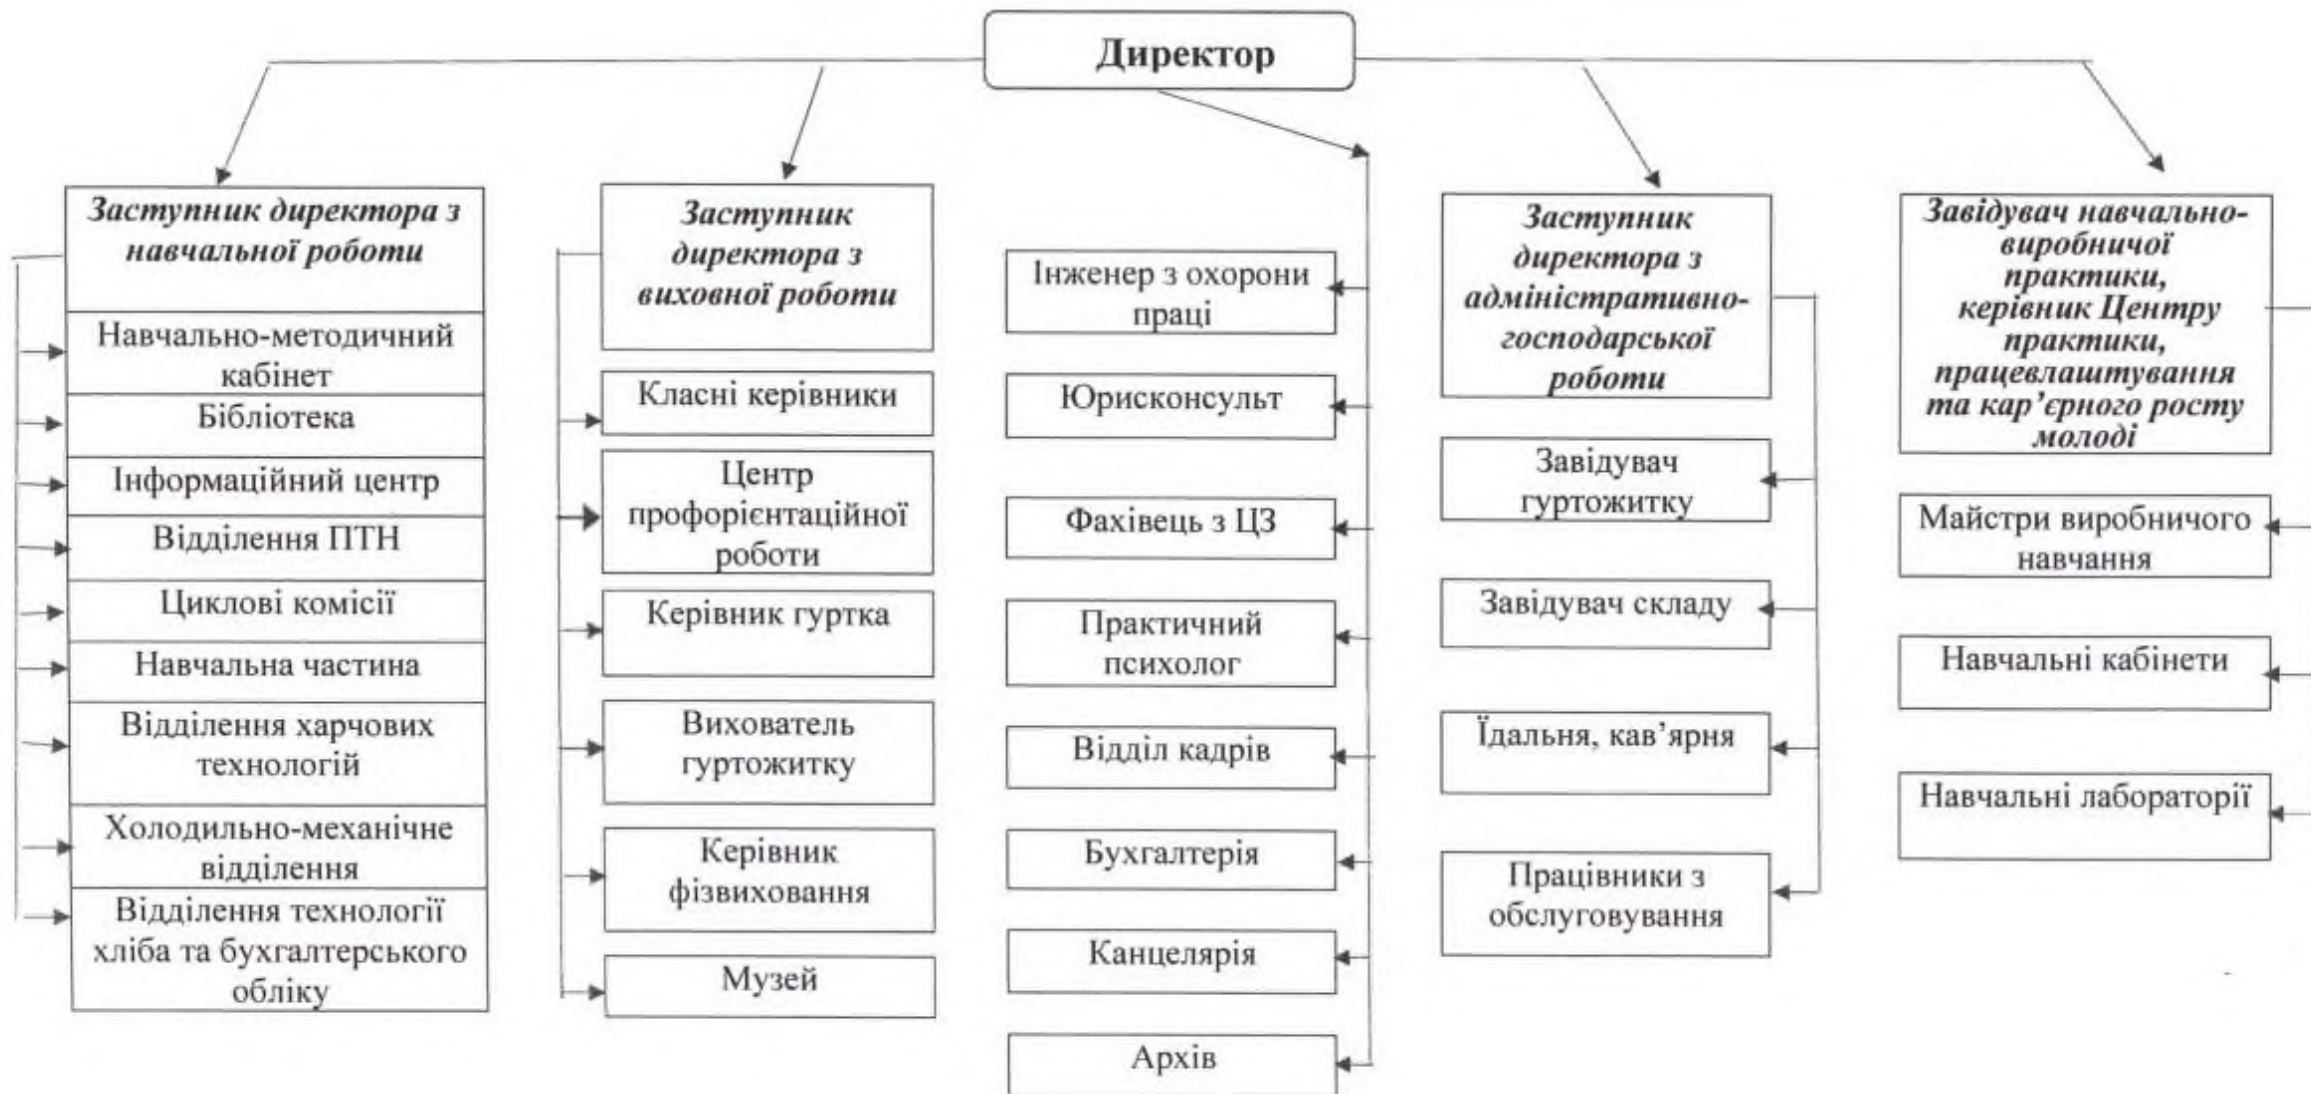 Директор
Заступник директора з
навчальної роботи
Навчально-методичний
кабінет
Бібліотека
Інформаційний центр
Відділення ПТН
Циклові комісії
Навчальна частина
Відділення харчових
технологій
Холодильно-механічне
відділення
Відділення технології
хліба та бухгалтерського
обліку
Заступник
директора з
виховної роботи
Класні керівники
Центр
профорієнтаційної
роботи
Керівник гуртка
Вихователь
гуртожитку
Керівник
фізвиховання
Музей
Інженер з охорони
праці
Юрисконсульт
Фахівець з ЦЗ
Практичний
психолог
Відділ кадрів
Бухгалтерія
Канцелярія
Архів
Заступник
директора з
адміністративно-
господарської
роботи
Завідувач
гуртожитку
Завідувач складу
Їдальня, кав’ярня
Працівники з
обслуговування
Завідувач навчально-
виробничої
практики,
керівник Центру
практики,
працевлаштування
та кар’єрного росту
молоді
Майстри виробничого
навчання
Навчальні кабінети
Навчальні лабораторії